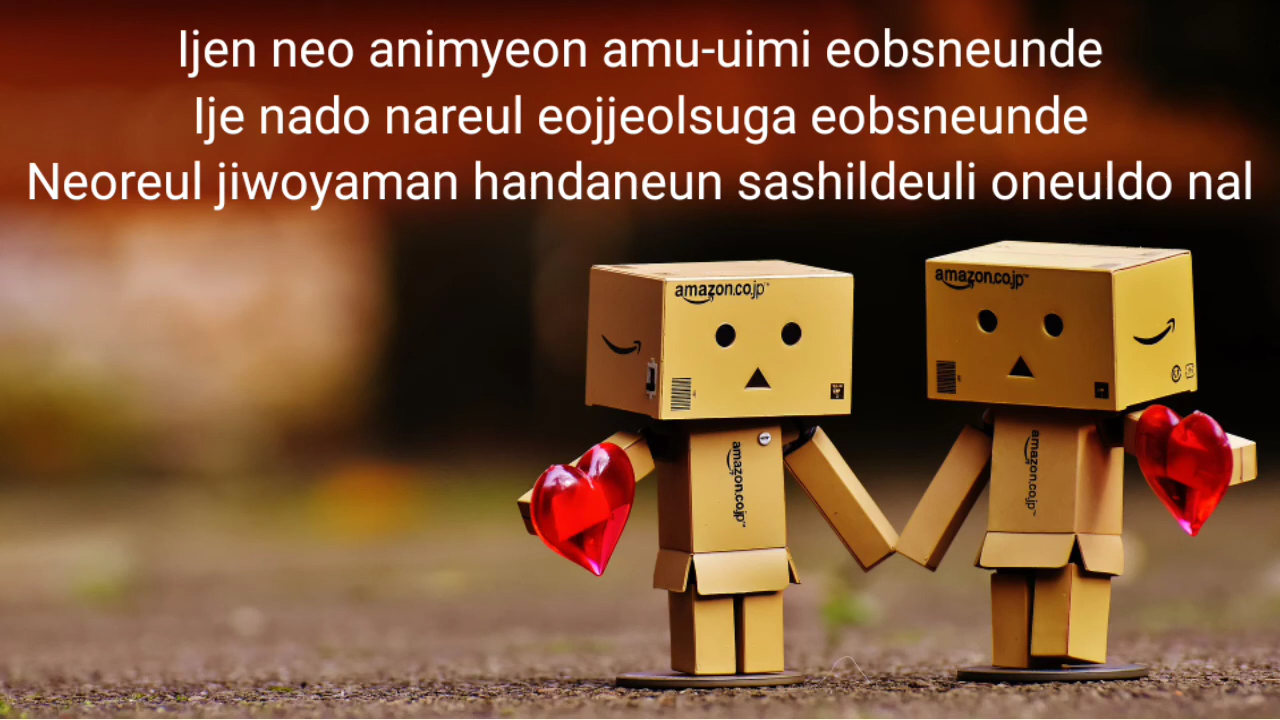 Ijen neo animyeon amu-uimi eobsneunde
Ije nado nareul eojjeolsuga eobsneunde
Neoreul jiwoyaman handaneun sashildeuli oneuldo nal
amazon.co.jp
amazon.co.jp
amazon.co.jp
amazon.co.jp